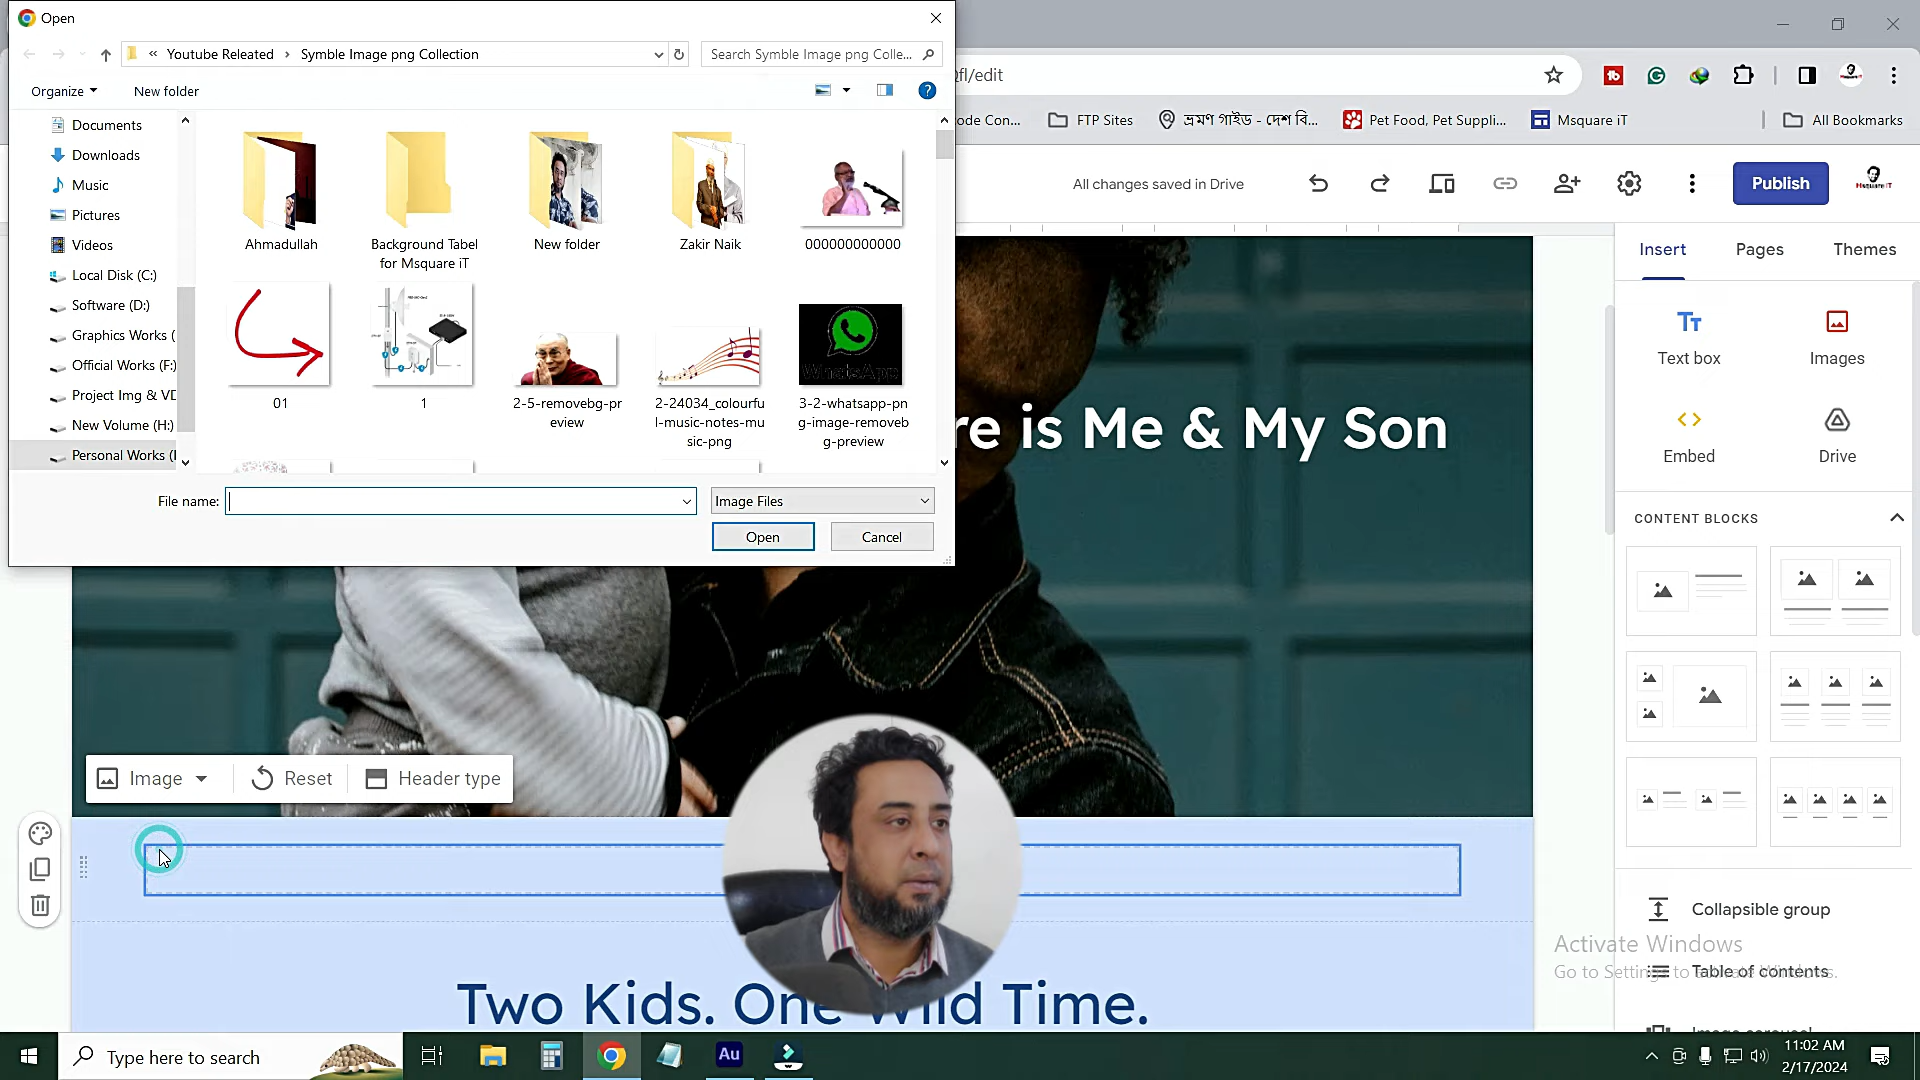 Open
« Youtube Releated › Symble Image png Collection
Search Symble Image png Colle...
Organize
New folder
Documents
Downloads
Music
Pictures
Videos
Local Disk (C:)
Software (D:)
Graphics Works (
Official Works (F:)
Project Img & VD
New Volume (H:)
Personal Works (
Ahmadullah
Background Tabel
for Msquare iT
New folder
Zakir Naik
000000000000
01
1
2-5-removebg-pr
eview
2-24034_colourfu
l-music-notes-mu
sic-png
WhatsApp
3-2-whatsapp-pn
g-image-removeb
g-preview
File name:
Image Files
Open
Cancel
fl/edit
ode Con...
FTP Sites
ভ্রমণ গাইড - দেশ বি...
Pet Food, Pet Suppli...
Msquare iT
All Bookmarks
All changes saved in Drive
Publish
Msquare iT
Insert
Pages
Themes
Text box
Images
Embed
Drive
CONTENT BLOCKS
Collapsible group
Table of contents
Image carousel
re is Me & My Son
Image
Reset
Header type
Two Kids. One Wild Time.
Activate Windows
Go to Settings to activate Windows.
Type here to search
Au
11:02 AM
2/17/2024